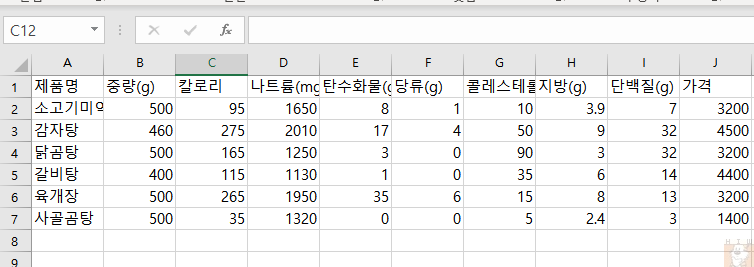 C12 fx
A B C D E F G H I J
1 제품명 중량(g) 칼로리 나트륨(mg 탄수화물(g 당류(g) 콜레스테롤 지방(g) 단백질(g) 가격
2 소고기미역 500 95 1650 8 1 10 3.9 7 3200
3 감자탕 460 275 2010 17 4 50 9 32 4500
4 닭곰탕 500 165 1250 3 0 90 3 32 3200
5 갈비탕 400 115 1130 1 0 35 6 14 4400
6 육개장 500 265 1950 35 6 15 8 13 3200
7 사골곰탕 500 35 1320 0 0 5 2.4 3 1400
8
9